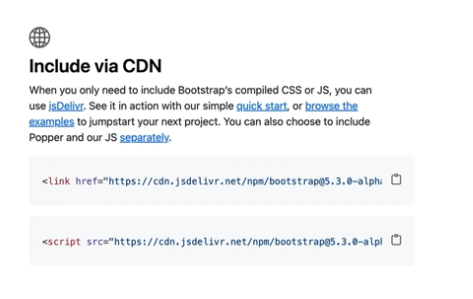 Include via CDN
When you only need to include Bootstrap's compiled CSS or JS, you can
use jsDelivr. See it in action with our simple quick start, or browse the
examples to jumpstart your next project. You can also choose to include
Popper and our JS separately.
<link href="https://cdn.jsdelivr.net/npm/bootstrap@5.3.0-alpha
<script src="https://cdn.jsdelivr.net/npm/bootstrap@5.3.0-alpl